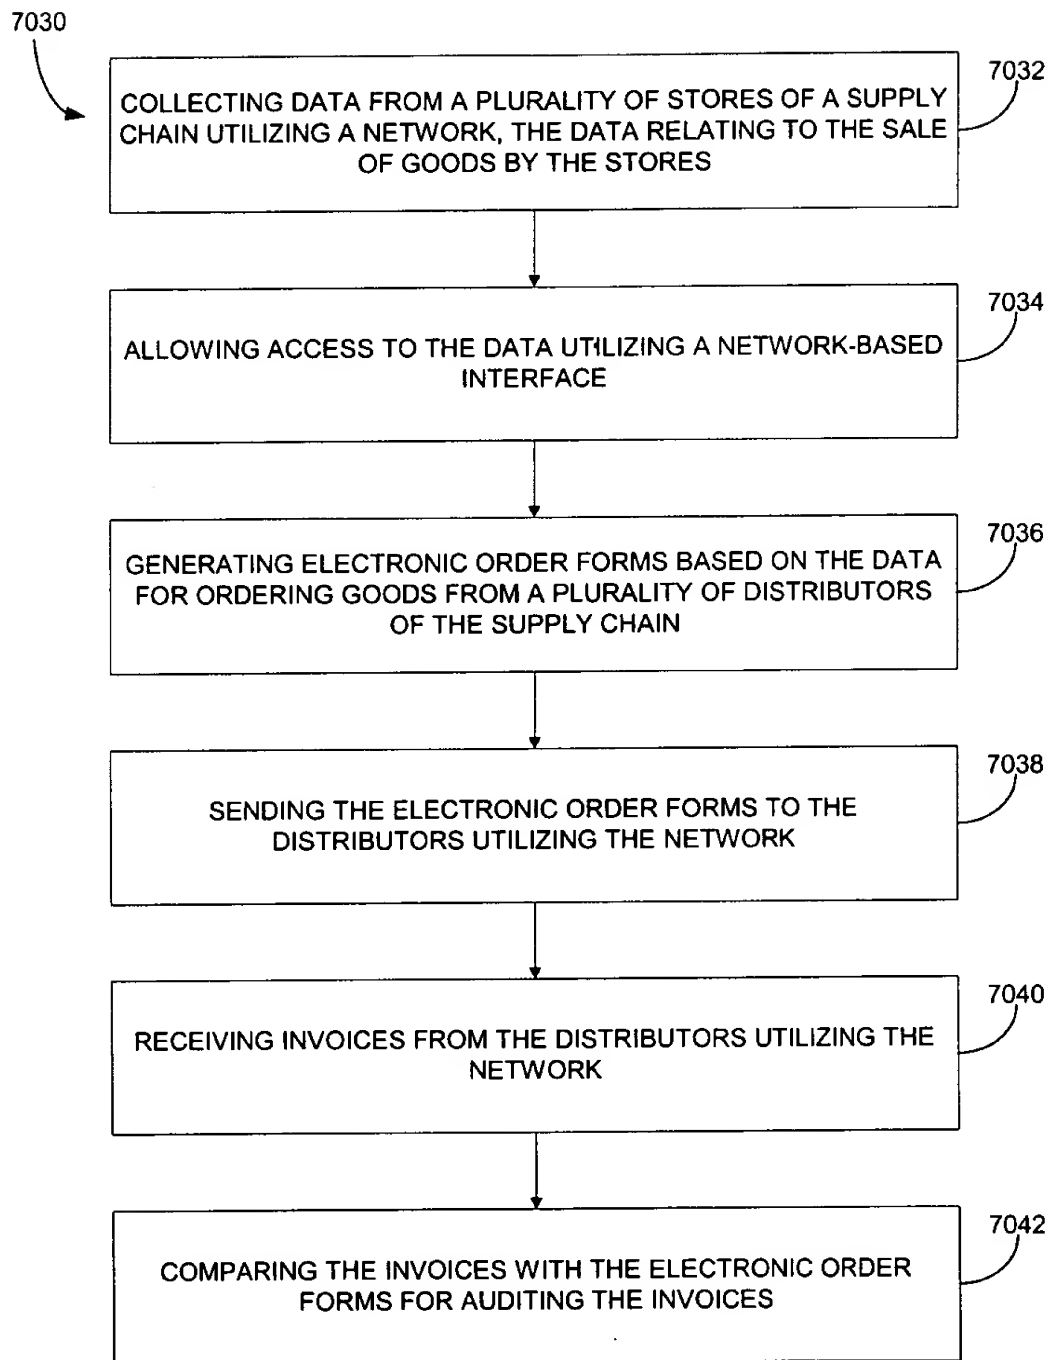 7030
7032
COLLECTING DATA FROM A PLURALITY OF STORES OF A SUPPLY
CHAIN UTILIZING A NETWORK, THE DATA RELATING TO THE SALE
OF GOODS BY THE STORES
7034
ALLOWING ACCESS TO THE DATA UTILIZING A NETWORK-BASED
INTERFACE
7036
GENERATING ELECTRONIC ORDER FORMS BASED ON THE DATA
FOR ORDERING GOODS FROM A PLURALITY OF DISTRIBUTORS
OF THE SUPPLY CHAIN
7038
SENDING THE ELECTRONIC ORDER FORMS TO THE
DISTRIBUTORS UTILIZING THE NETWORK
7040
RECEIVING INVOICES FROM THE DISTRIBUTORS UTILIZING THE
NETWORK
7042
COMPARING THE INVOICES WITH THE ELECTRONIC ORDER
FORMS FOR AUDITING THE INVOICES